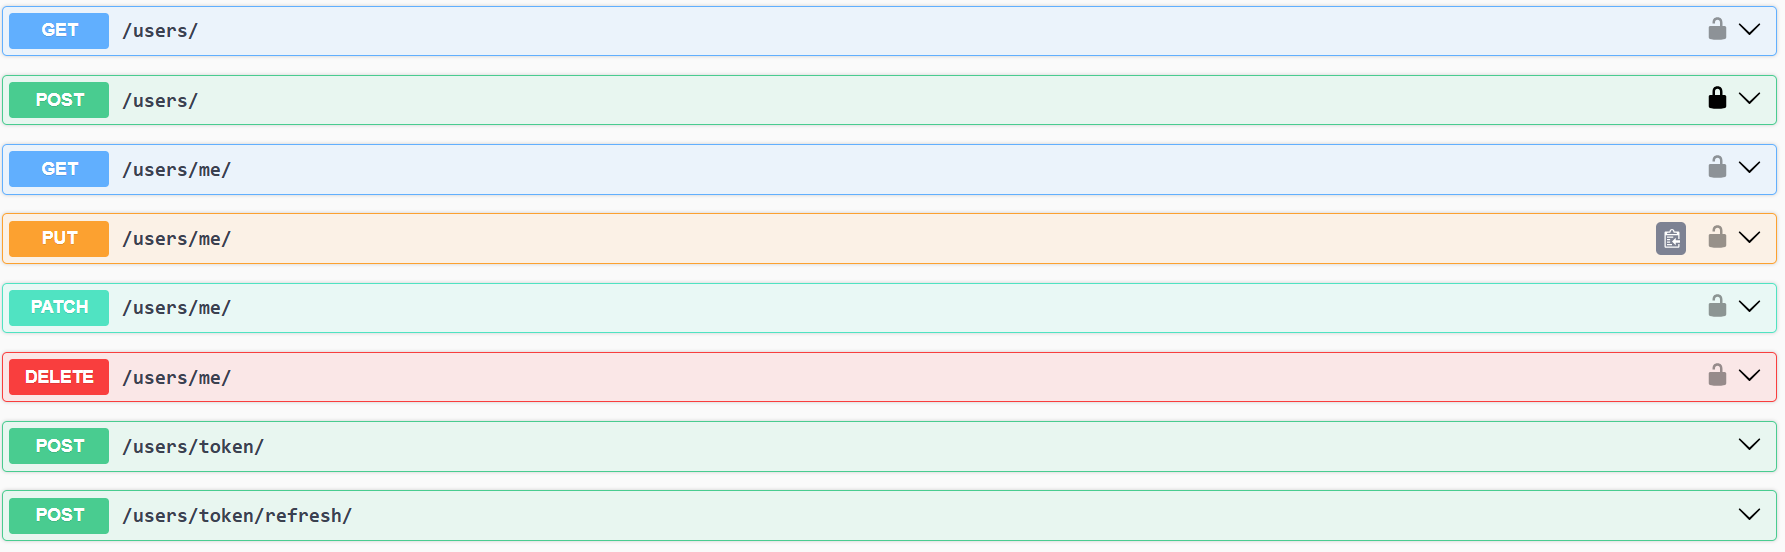 GET /users/
POST /users/
GET /users/me/
PUT /users/me/
PATCH /users/me/
DELETE /users/me/
POST /users/token/
POST /users/token/refresh/